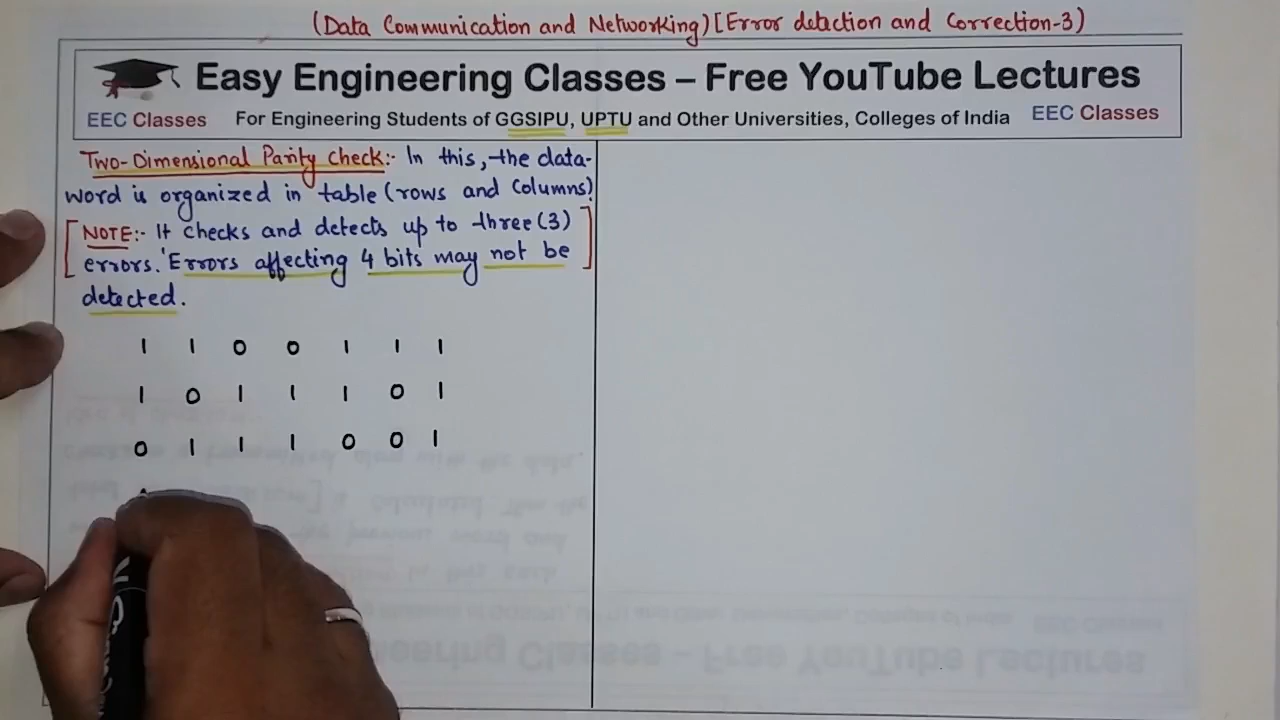 (Data Communication and Networking) [Error detection and Correction-3)
Easy Engineering Classes – Free YouTube Lectures
EEC Classes For Engineering Students of GGSIPU, UPTU and Other Universities, Colleges of India EEC Classes
Two-Dimensional Parity Check:- In this, the data-
word is organized in table (rows and columns)
[NOTE:- It checks and detects up to three (3)
errors. 'Errors affecting 4 bits may not be]
detected.
1 1 0 0 1 1 1
1 0 1 1 1 0 1
0 1 1 1 0 0 1